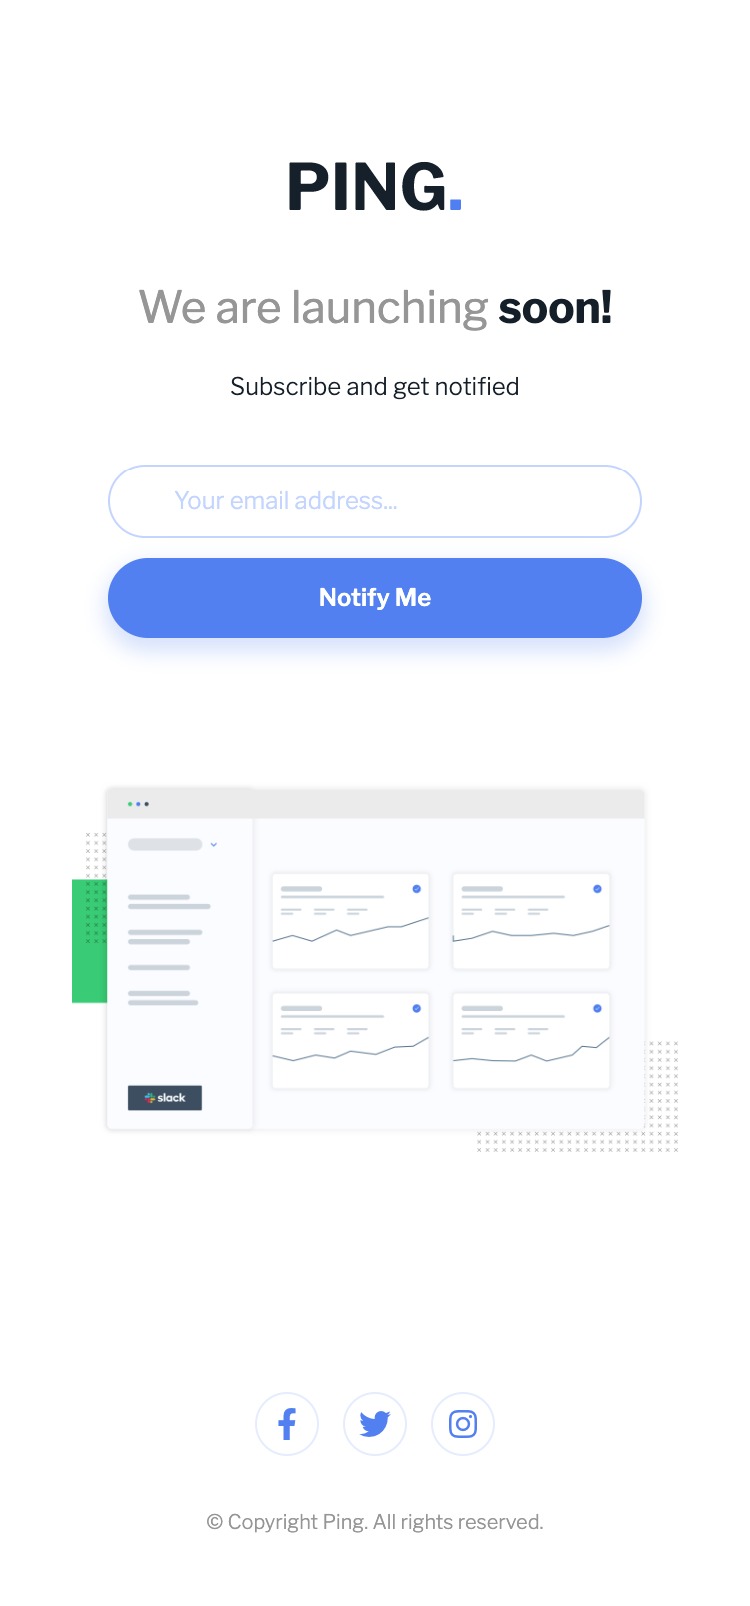 PING.
We are launching soon!
Subscribe and get notified
Your email address...
Notify Me
slack
© Copyright Ping. All rights reserved.